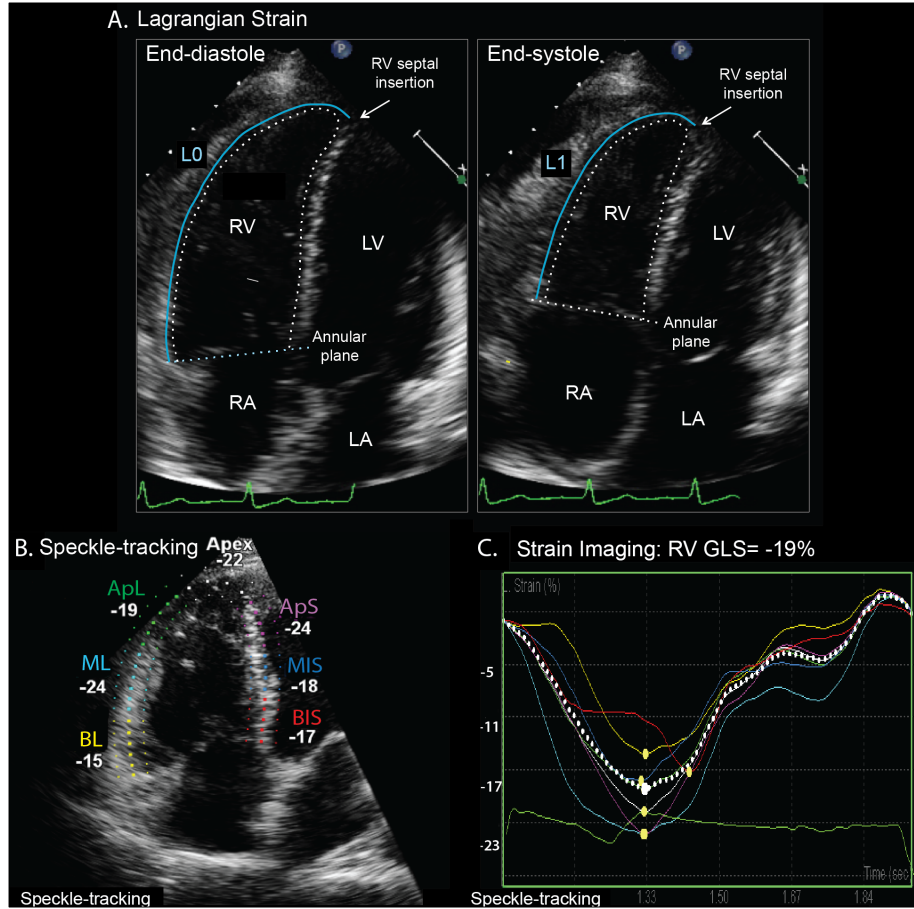 A. Lagrangian Strain
End-diastole
P
RV septal
insertion
L0
RV
LV
Annular
plane
RA
LA
End-systole
P
RV septal
insertion
L1
RV
LV
Annular
plane
RA
LA
B. Speckle-tracking
Apex
-22
ApL
-19
ApS
-24
ML
-24
MIS
-18
BL
-15
BIS
-17
Speckle-tracking
C. Strain Imaging: RV GLS= -19%
Strain (%)
-5
-11
-17
-23
Time (sec
Speckle-tracking
1.33
1.50
1.67
1.84